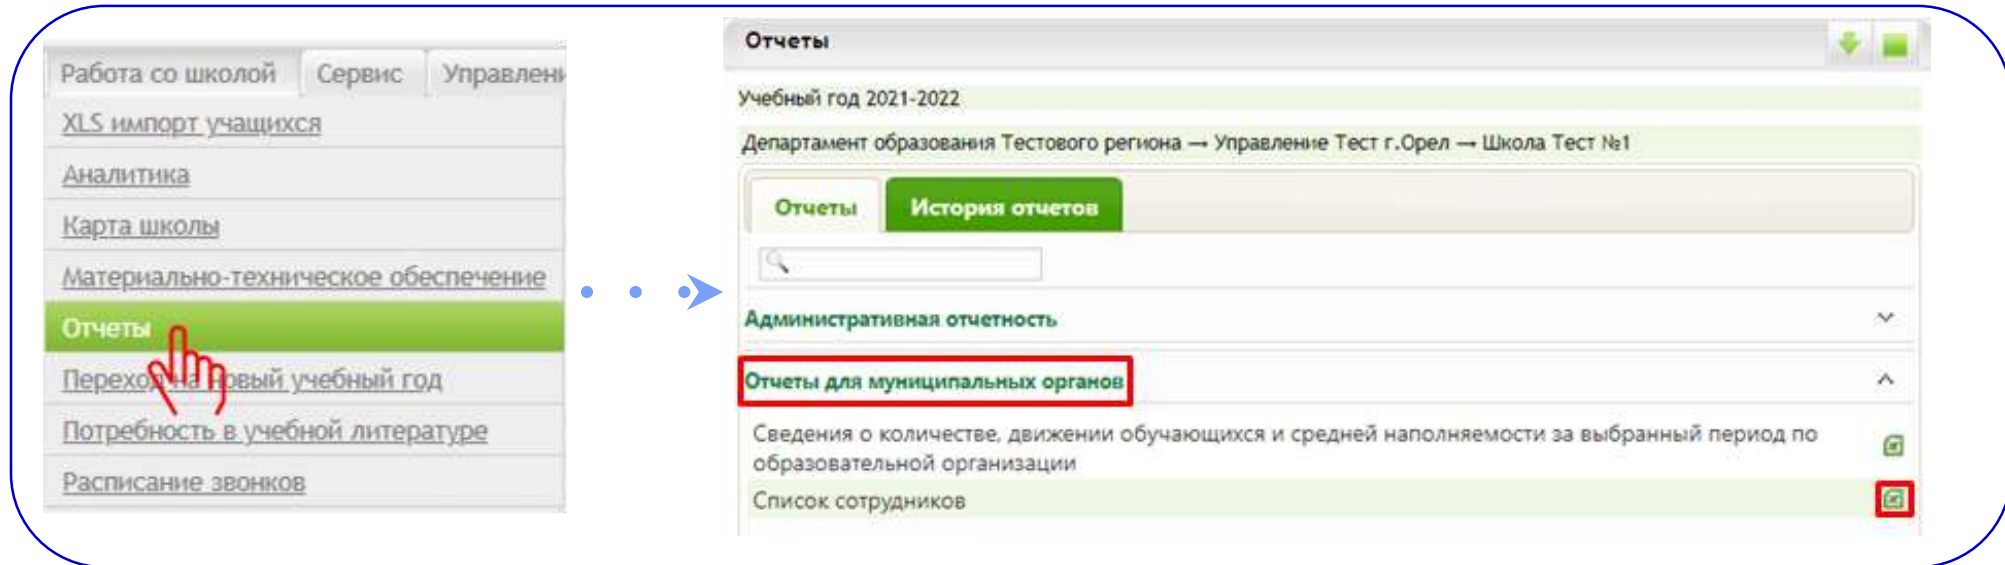 Работа со школой Сервис Управлени
XLS импорт учащихся
Аналитика
Карта школы
Материально-техническое обеспечение
Отчеты
Переход на новый учебный год
Потребность в учебной литературе
Расписание звонков
Отчеты
Учебный год 2021-2022
Департамент образования Тестового региона → Управление Тест г.Орел → Школа Тест №1
Отчеты История отчетов
Административная отчетность
Отчеты для муниципальных органов
Сведения о количестве, движении обучающихся и средней наполняемости за выбранный период по
образовательной организации
Список сотрудников